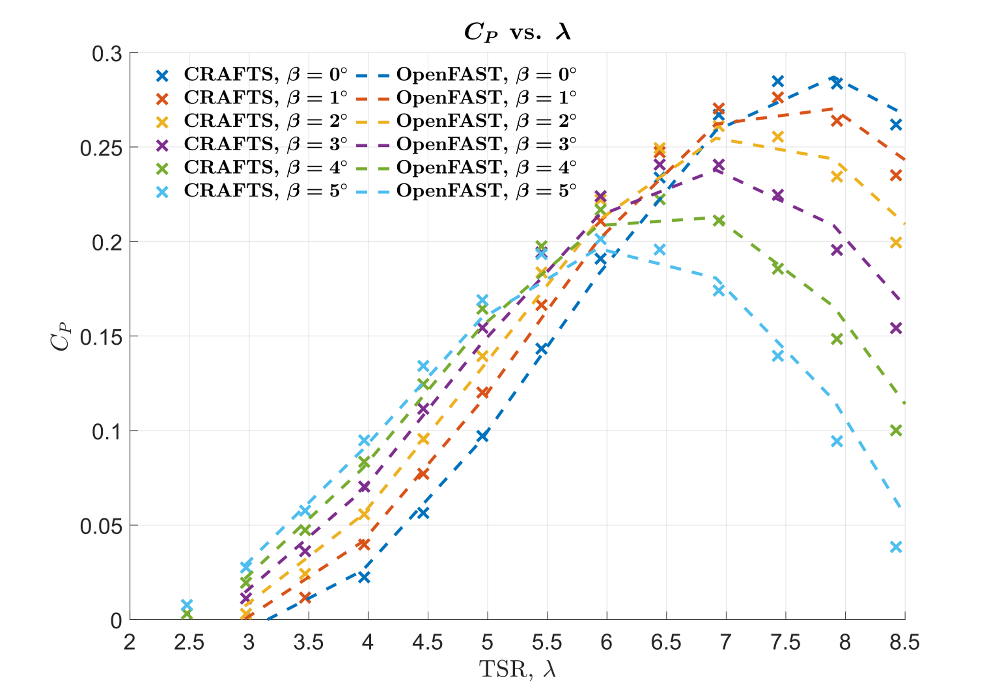 C_P vs. λ
0.3
0.25
0.2
0.15
0.1
0.05
0
C_P
CRAFTS, β = 0° OpenFAST, β = 0°
CRAFTS, β = 1° OpenFAST, β = 1°
CRAFTS, β = 2° OpenFAST, β = 2°
CRAFTS, β = 3° OpenFAST, β = 3°
CRAFTS, β = 4° OpenFAST, β = 4°
CRAFTS, β = 5° OpenFAST, β = 5°
2 2.5 3 3.5 4 4.5 5 5.5 6 6.5 7 7.5 8 8.5
TSR, λ